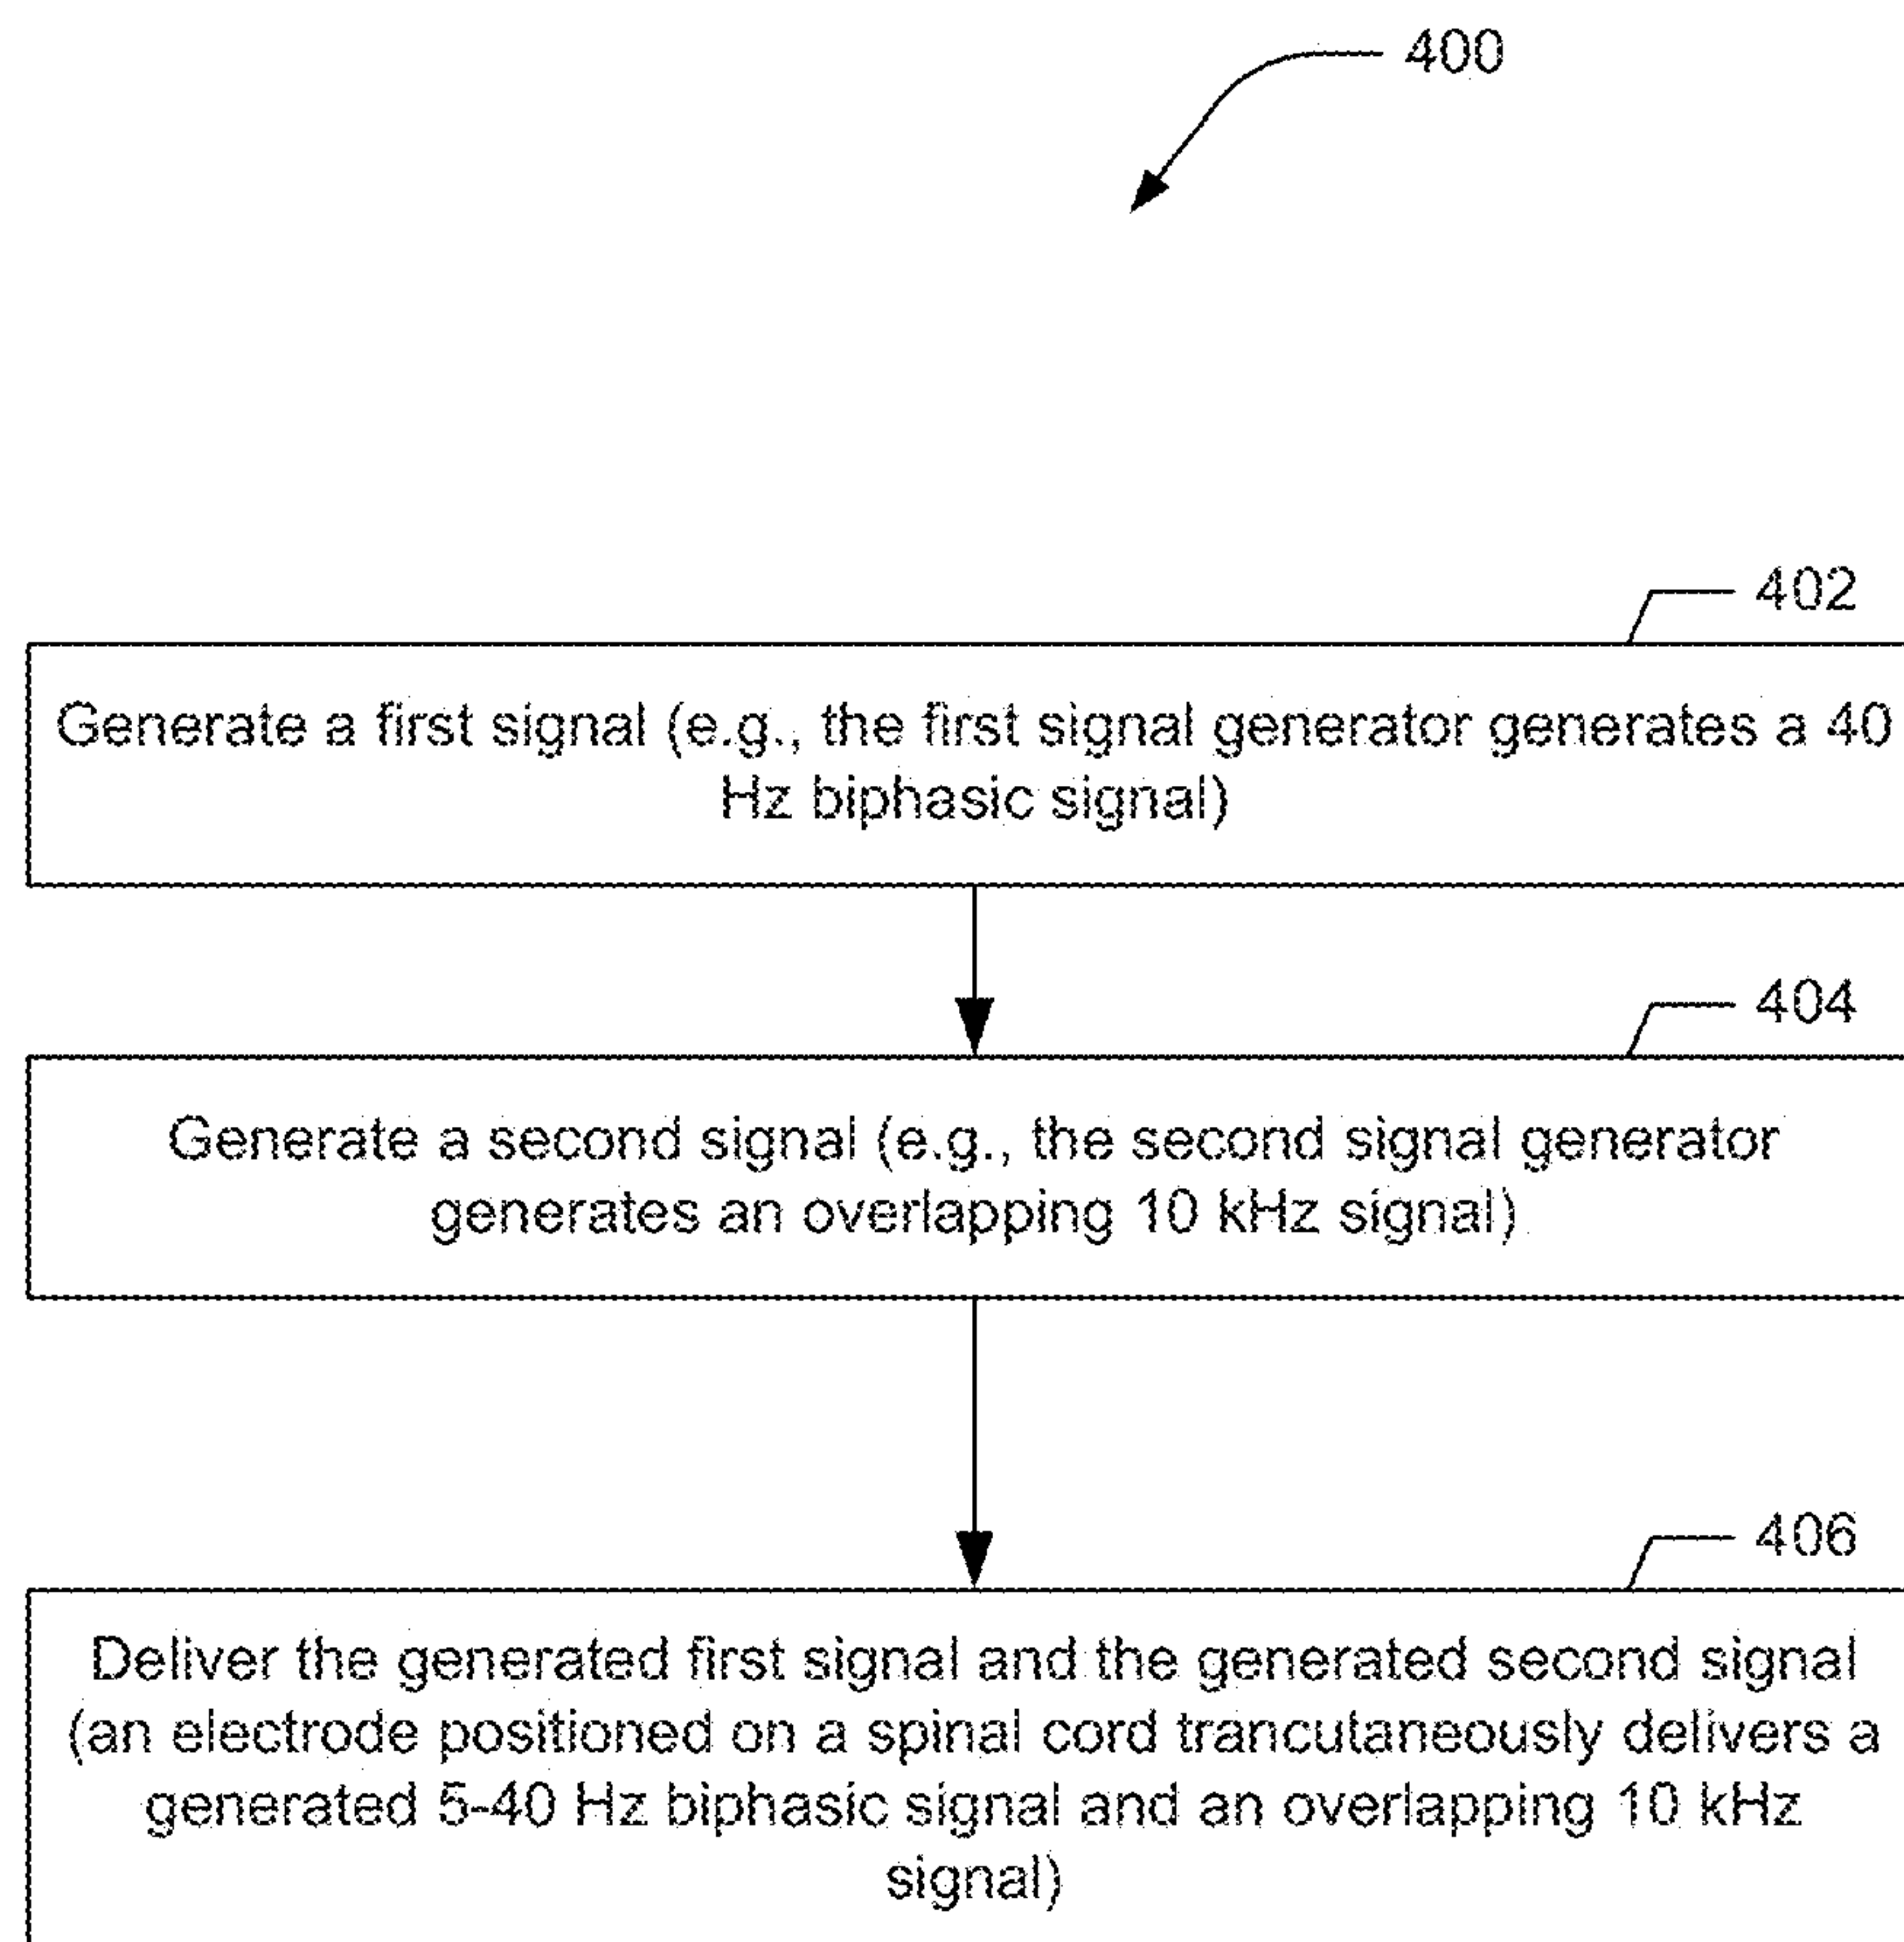 400
402
Generate a first signal (e.g., the first signal generator generates a 40
Hz biphasic signal)
404
Generate a second signal (e.g., the second signal generator
generates an overlapping 10 kHz signal)
406
Deliver the generated first signal and the generated second signal
(an electrode positioned on a spinal cord trancutaneously delivers a
generated 5-40 Hz biphasic signal and an overlapping 10 kHz
signal)